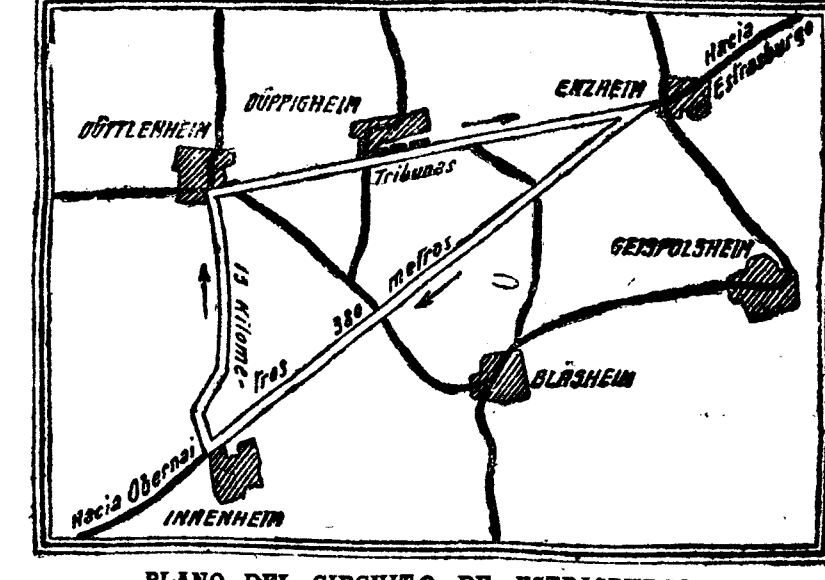 Hacia
Estrasburgo
ENZHEIM
DÜPPIGHEIM
DÜTTLENHEIM
Tribunas
GEISPOLSHEIM
13 Kilome-
tros 380 metros
BLÄSHEIM
Hacia Obernai
INNENHEIM
PLANO DEL CIRCUITO DE